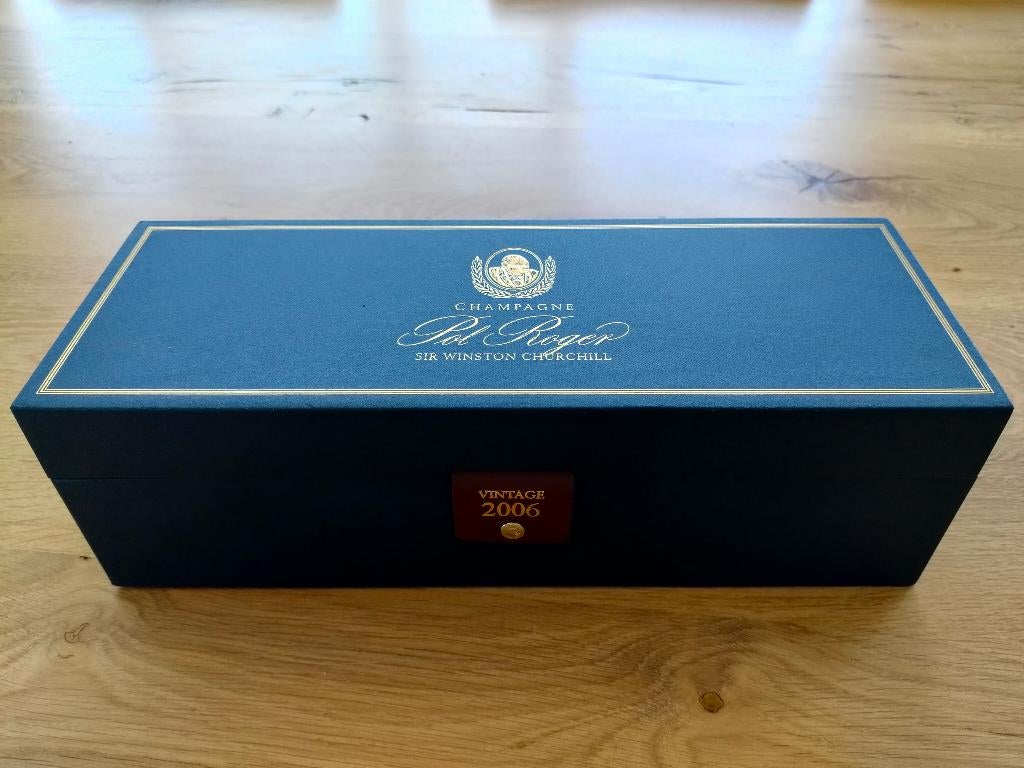 CHAMPAGNE
Pol Roger
SIR WINSTON CHURCHILL
VINTAGE
2006